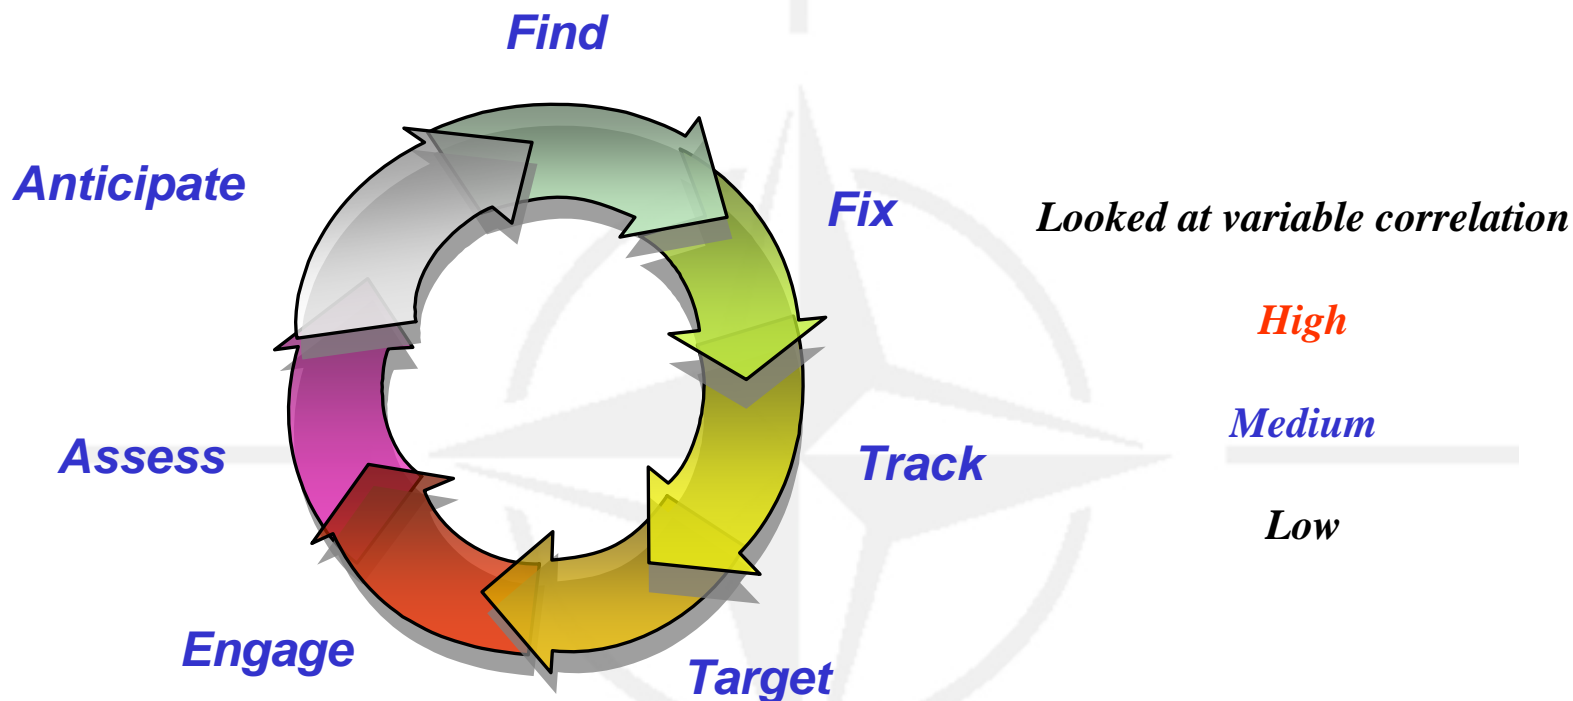 Find
Anticipate
Fix
Looked at variable correlation
High
Medium
Assess
Track
Low
Engage
Target